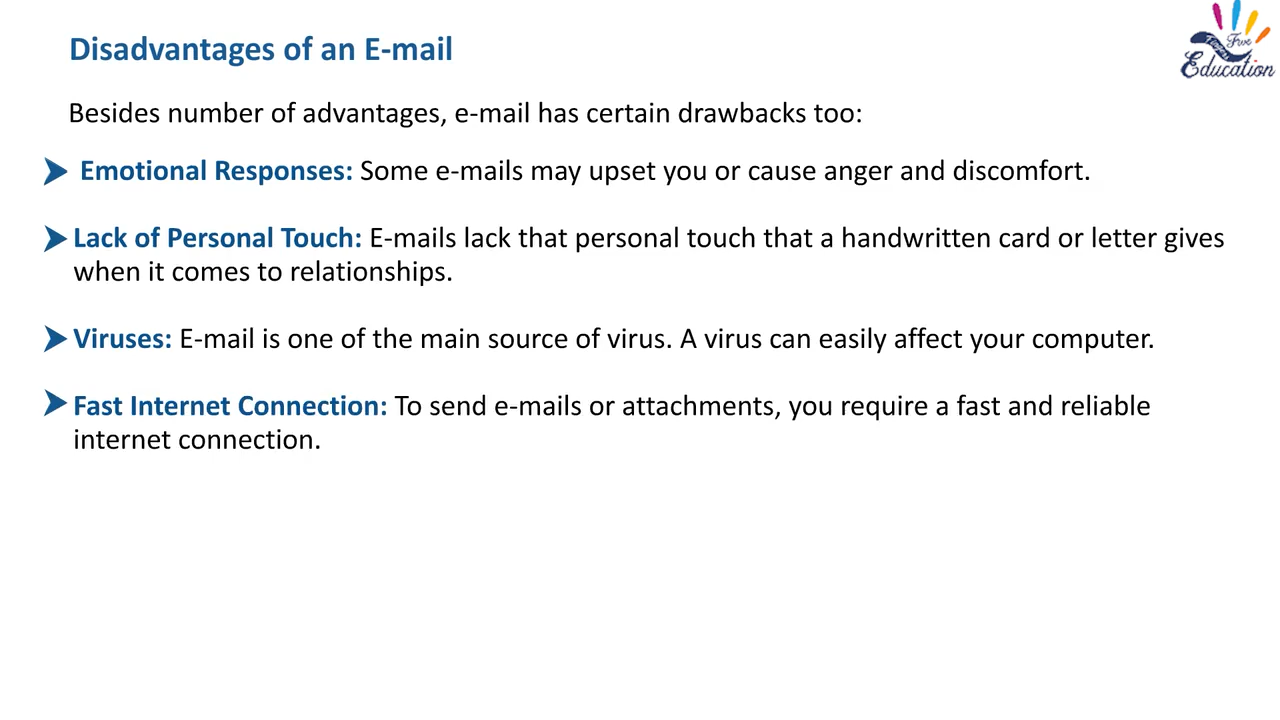 Disadvantages of an E-mail
Five
Fingers
Education
Besides number of advantages, e-mail has certain drawbacks too:
Emotional Responses: Some e-mails may upset you or cause anger and discomfort.
Lack of Personal Touch: E-mails lack that personal touch that a handwritten card or letter gives
when it comes to relationships.
Viruses: E-mail is one of the main source of virus. A virus can easily affect your computer.
Fast Internet Connection: To send e-mails or attachments, you require a fast and reliable
internet connection.